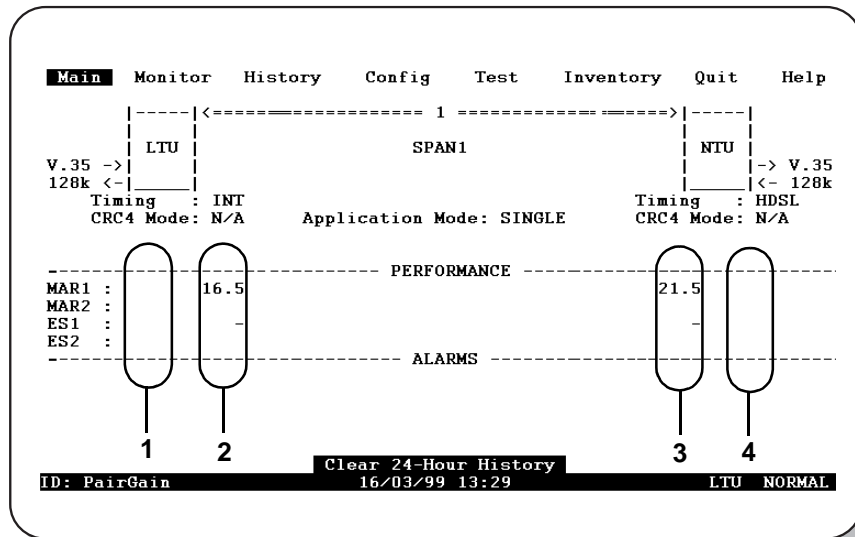 Main Monitor History Config Test Inventory Quit Help
|-----|<===================== 1 =====================>|-----|
| LTU | SPAN1 | NTU |
V.35 ->| | | |-> V.35
128k <-|_____| |_____|<- 128k
Timing : INT Timing : HDSL
CRC4 Mode: N/A Application Mode: SINGLE CRC4 Mode: N/A
PERFORMANCE
MAR1 : 16.5 21.5
MAR2 :
ES1 : - -
ES2 :
ALARMS
1 2 3 4
Clear 24-Hour History
ID: PairGain 16/03/99 13:29 LTU NORMAL